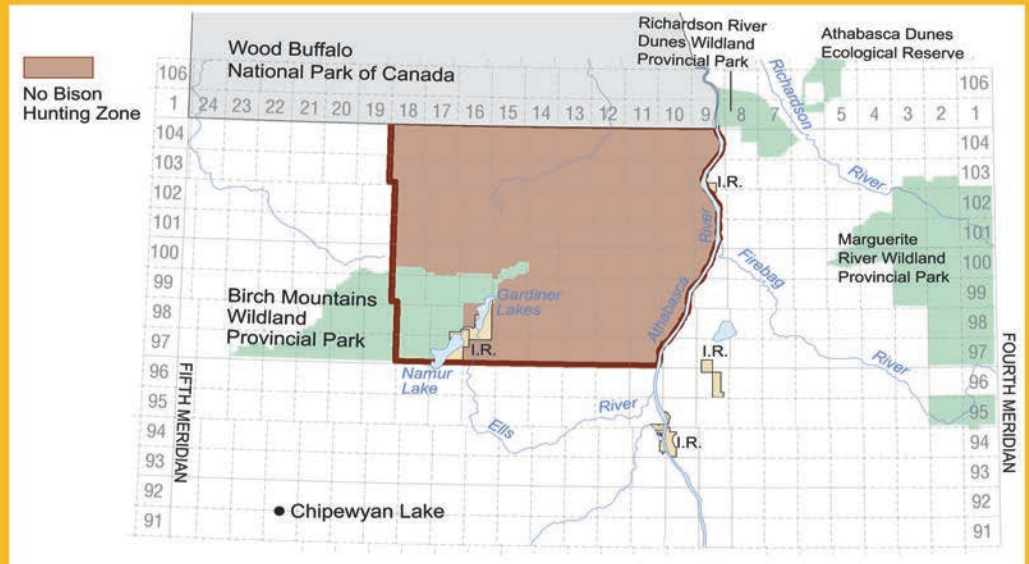 No Bison
Hunting Zone
Wood Buffalo
National Park of Canada
Richardson River
Dunes Wildland
Provincial Park
Athabasca Dunes
Ecological Reserve
106
106
1 24 23 22 21 20 19 18 17 16 15 14 13 12 11 10 9 8 7 5 4 3 2 1
Richardson
River
104
104
103
103
102
102
101
101
100
100
99
99
98
98
97
97
96
96
95
95
94
94
93
93
92
92
91
91
I.R.
River
Athabasca
Firebag
River
Marguerite
River Wildland
Provincial Park
Birch Mountains
Wildland
Provincial Park
Gardiner
Lakes
I.R.
Namur
Lake
I.R.
River
Ells
I.R.
FIFTH MERIDIAN
FOURTH MERIDIAN
Chipewyan Lake